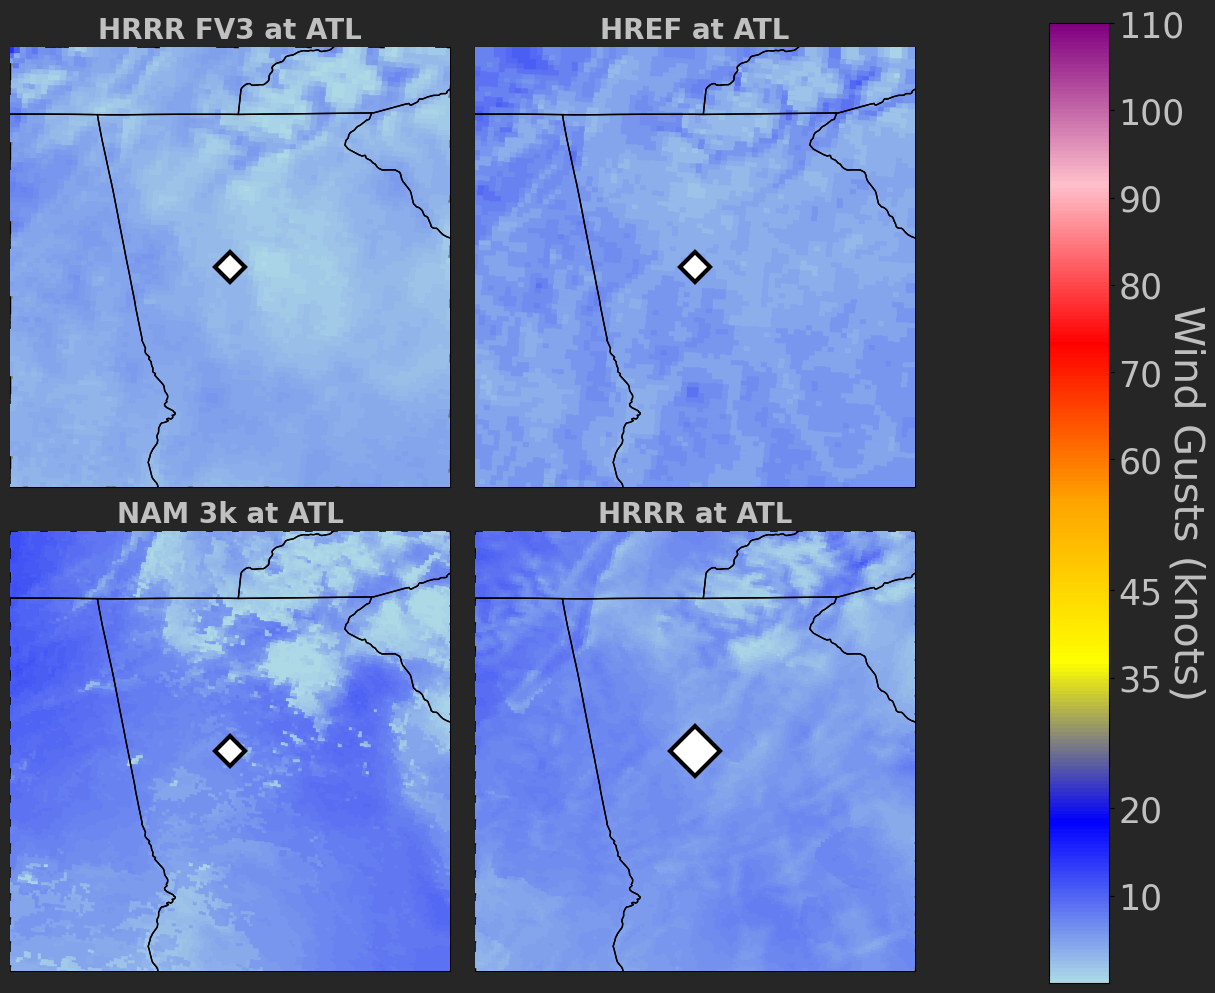 HRRR FV3 at ATL
HREF at ATL
NAM 3k at ATL
HRRR at ATL
110
100
90
80
70
60
45
35
20
10
Wind Gusts (knots)